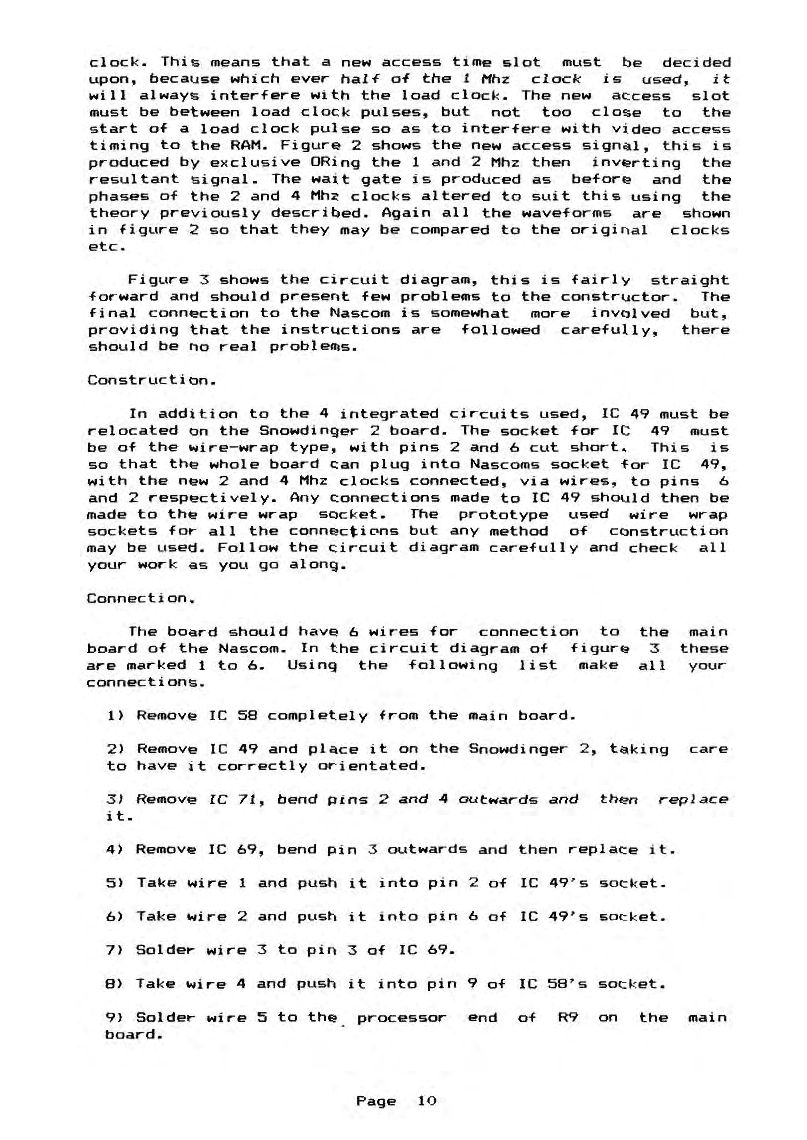 clock. This means that a new access time slot must be decided
upon, because which ever half of the 1 Mhz clock is used, it
will always interfere with the load clock. The new access slot
must be between load clock pulses, but not too close to the
start of a load clock pulse so as to interfere with video access
timing to the RAM. Figure 2 shows the new access signal, this is
produced by exclusive ORing the 1 and 2 Mhz then inverting the
resultant signal. The wait gate is produced as before and the
phases of the 2 and 4 Mhz clocks altered to suit this using the
theory previously described. Again all the waveforms are shown
in figure 2 so that they may be compared to the original clocks
etc.
Figure 3 shows the circuit diagram, this is fairly straight
forward and should present few problems to the constructor. The
final connection to the Nascom is somewhat more involved but,
providing that the instructions are followed carefully, there
should be no real problems.
Construction.
In addition to the 4 integrated circuits used, IC 49 must be
relocated on the Snowdinger 2 board. The socket for IC 49 must
be of the wire-wrap type, with pins 2 and 6 cut short. This is
so that the whole board can plug into Nascoms socket for IC 49,
with the new 2 and 4 Mhz clocks connected, via wires, to pins 6
and 2 respectively. Any connections made to IC 49 should then be
made to the wire wrap socket. The prototype used wire wrap
sockets for all the connections but any method of construction
may be used. Follow the circuit diagram carefully and check all
your work as you go along.
Connection.
The board should have 6 wires for connection to the main
board of the Nascom. In the circuit diagram of figure 3 these
are marked 1 to 6. Using the following list make all your
connections.
1) Remove IC 58 completely from the main board.
2) Remove IC 49 and place it on the Snowdinger 2, taking care
to have it correctly orientated.
3) Remove IC 71, bend pins 2 and 4 outwards and then replace
it.
4) Remove IC 69, bend pin 3 outwards and then replace it.
5) Take wire 1 and push it into pin 2 of IC 49's socket.
6) Take wire 2 and push it into pin 6 of IC 49's socket.
7) Solder wire 3 to pin 3 of IC 69.
8) Take wire 4 and push it into pin 9 of IC 58's socket.
9) Solder wire 5 to the processor end of R9 on the main
board.
Page 10